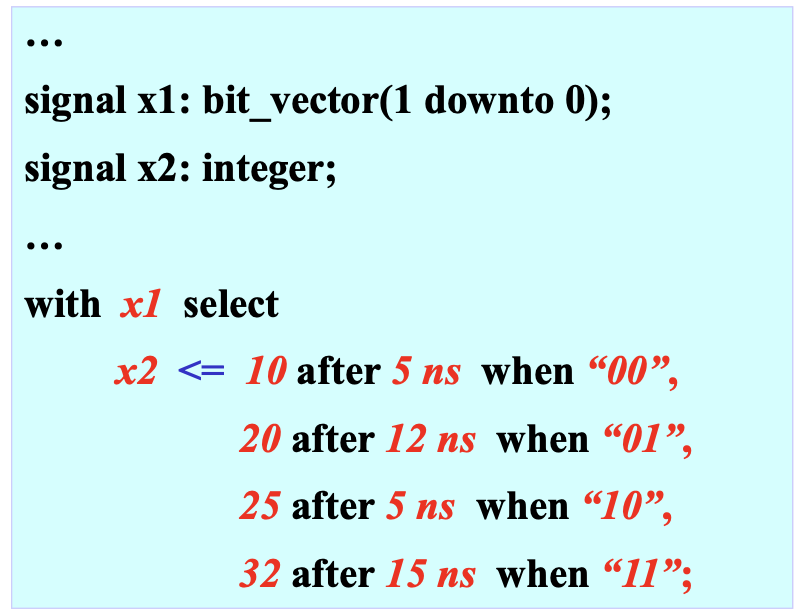 …
signal x1: bit_vector(1 downto 0);
signal x2: integer;
…
with x1 select
x2 <= 10 after 5 ns when “00”,
20 after 12 ns when “01”,
25 after 5 ns when “10”,
32 after 15 ns when “11”;